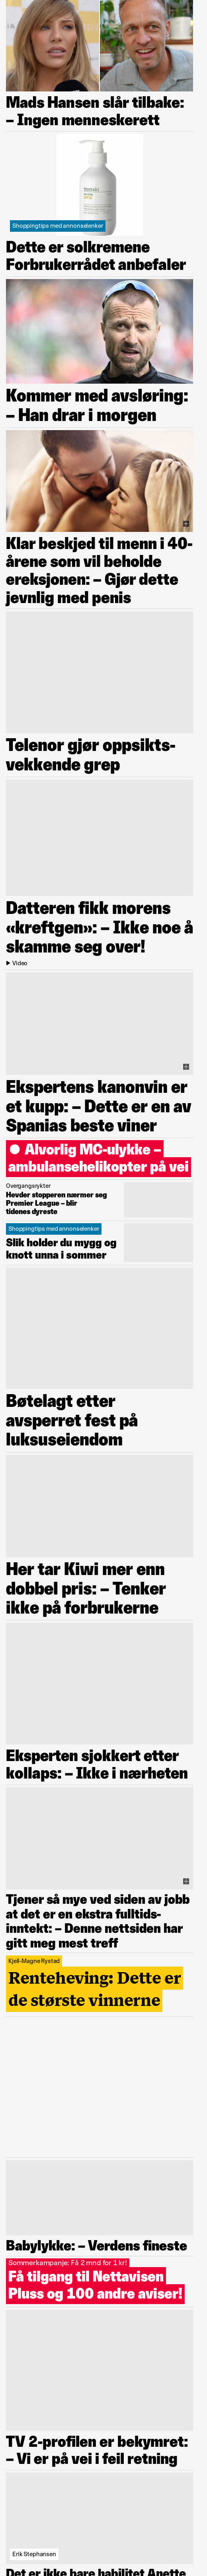 Mads Hansen slår tilbake:
– Ingen menneskerett
Shoppingtips med annonselenker
Dette er solkremene
Forbrukerrådet anbefaler
Kommer med avsløring:
– Han drar i morgen
Klar beskjed til menn i 40-
årene som vil beholde
ereksjonen: – Gjør dette
jevnlig med penis
Telenor gjør oppsikts-
vekkende grep
Datteren fikk morens
«kreftgen»: – Ikke noe å
skamme seg over!
Video
Ekspertens kanonvin er
et kupp: – Dette er en av
Spanias beste viner
Alvorlig MC-ulykke –
ambulansehelikopter på vei
Overgangsrykter
Hevder stopperen nærmer seg
Premier League – blir
tidenes dyreste
Shoppingtips med annonselenker
Slik holder du mygg og
knott unna i sommer
Bøtelagt etter
avsperret fest på
luksuseiendom
Her tar Kiwi mer enn
dobbel pris: – Tenker
ikke på forbrukerne
Eksperten sjokkert etter
kollaps: – Ikke i nærheten
Tjener så mye ved siden av jobb
at det er en ekstra fulltids-
inntekt: – Denne nettsiden har
gitt meg mest treff
Kjell-Magne Rystad
Renteheving: Dette er
de største vinnerne
Babylykke: – Verdens fineste
Sommerkampanje: Få 2 mnd for 1 kr!
Få tilgang til Nettavisen
Pluss og 100 andre aviser!
TV 2-profilen er bekymret:
– Vi er på vei i feil retning
Erik Stephansen
Det er ikke bare habilitet Anette